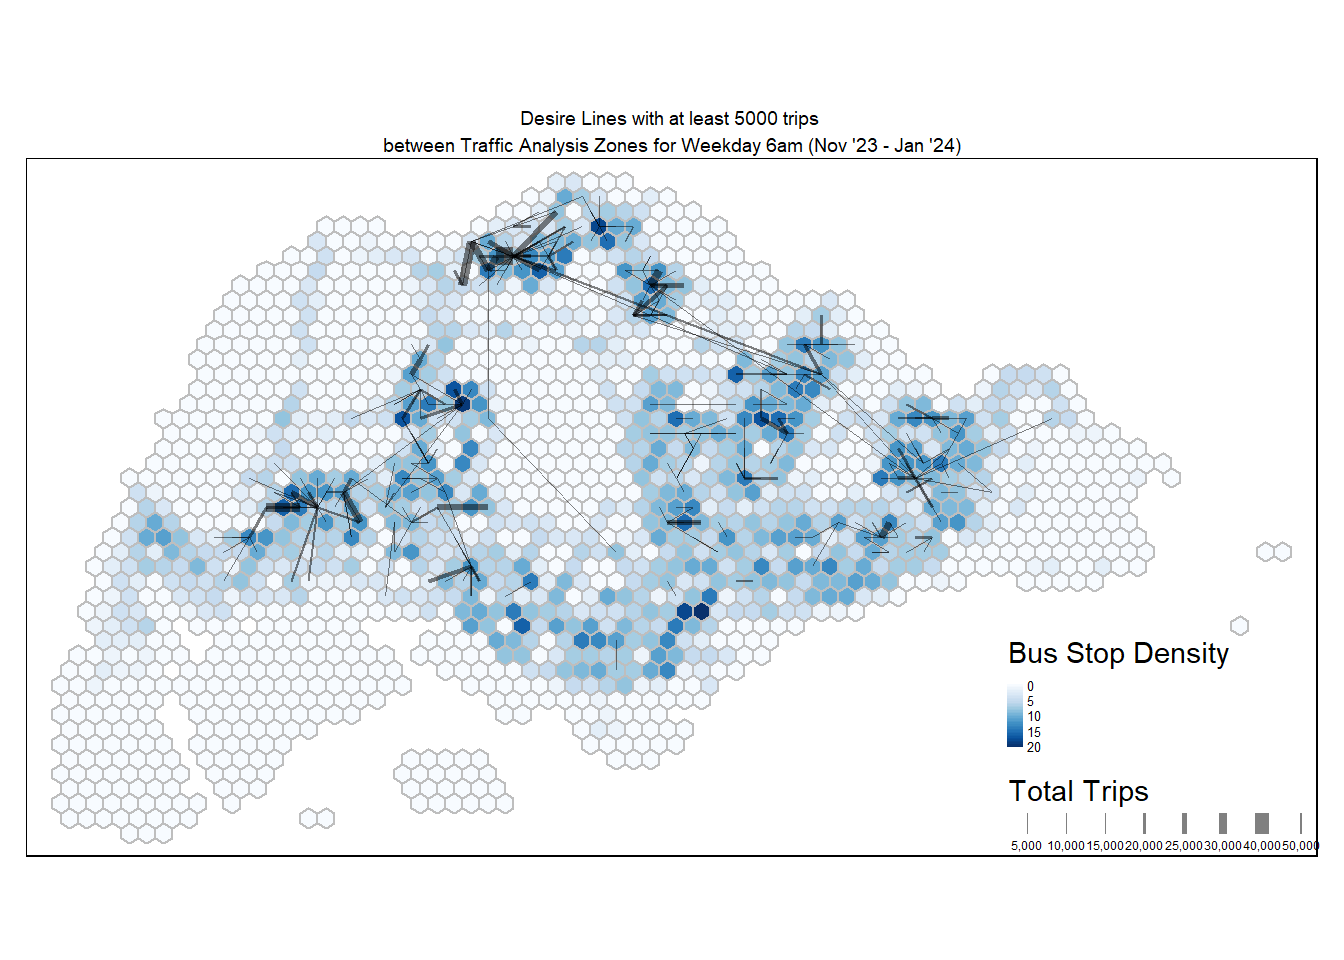 Desire Lines with at least 5000 trips
between Traffic Analysis Zones for Weekday 6am (Nov '23 - Jan '24)
Bus Stop Density
0
5
10
15
20
Total Trips
5,000 10,000 15,000 20,000 25,000 30,000 40,000 50,000